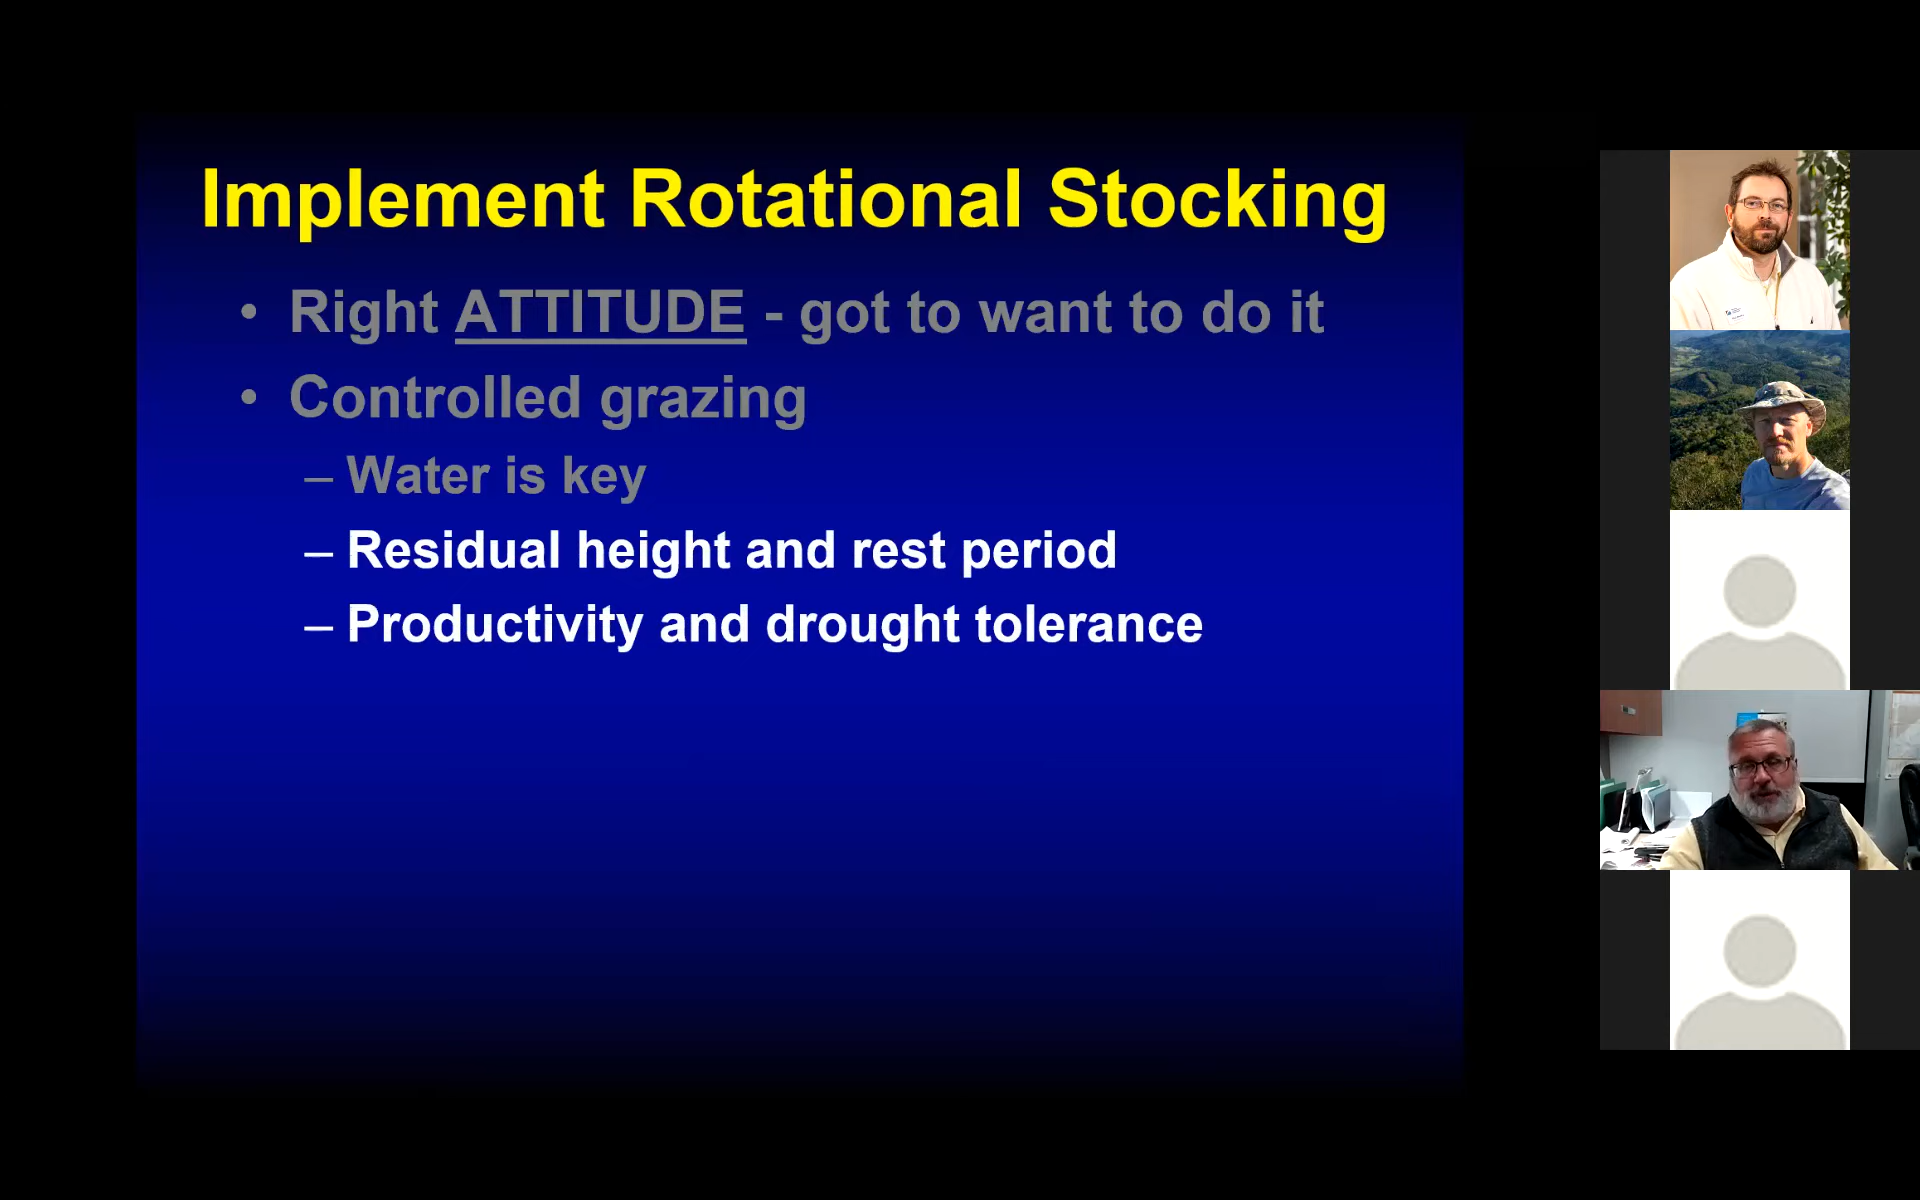 Implement Rotational Stocking
• Right ATTITUDE - got to want to do it
• Controlled grazing
– Water is key
– Residual height and rest period
– Productivity and drought tolerance